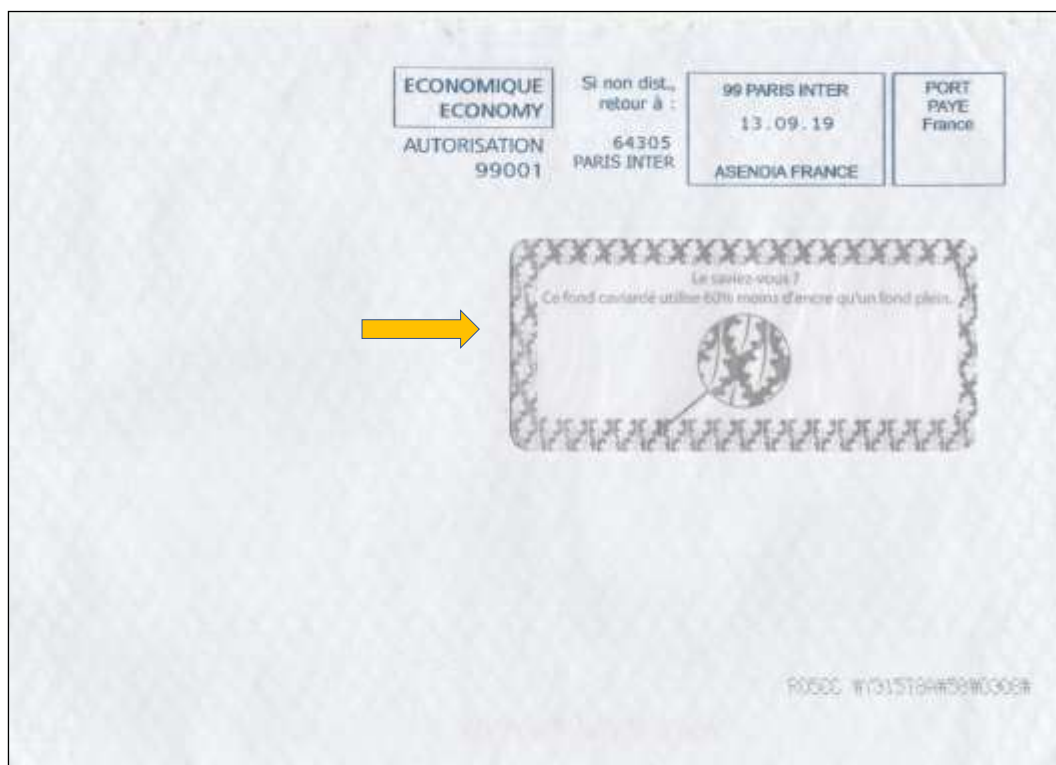 ECONOMIQUE
ECONOMY
AUTORISATION
99001
Si non dist.,
retour à :
64305
PARIS INTER
99 PARIS INTER
13.09.19
ASENDIA FRANCE
PORT
PAYE
France
Le saviez-vous ?
Ce fond caviardé utilise 60% moins d'encre qu'un fond plein.